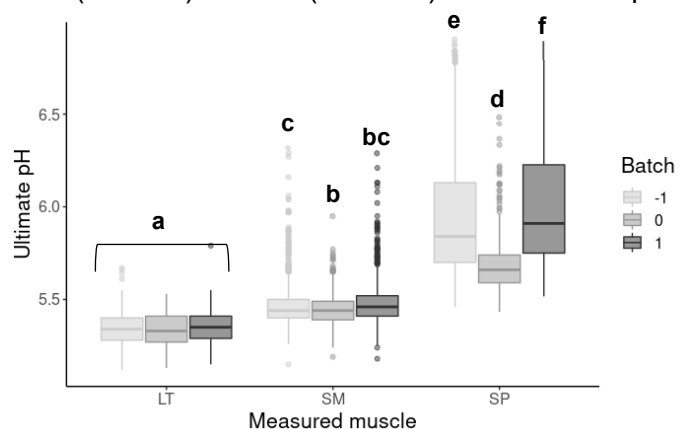 e
f
d
c
bc
b
a
6.5
6.0
5.5
Ultimate pH
LT
SM
SP
Measured muscle
Batch
-1
0
1